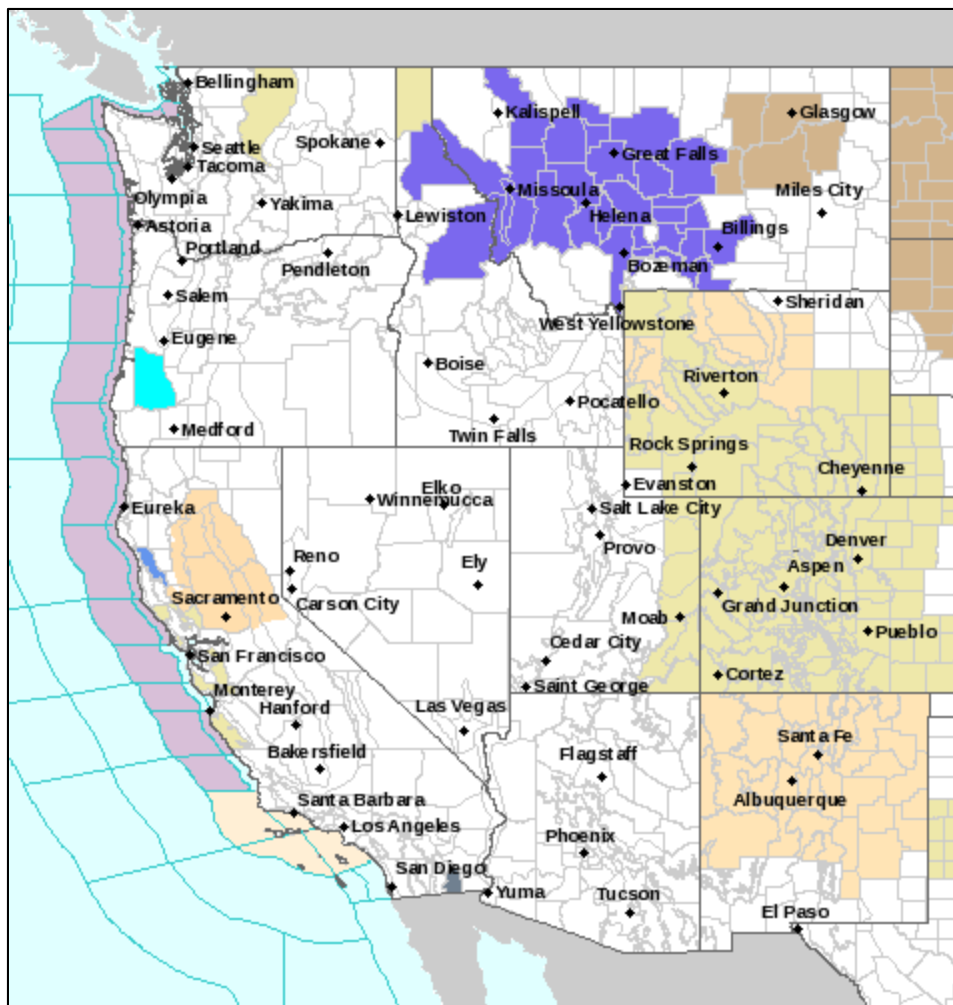 Bellingham
Kalispell
Glasgow
Seattle
Spokane
Great Falls
Tacoma
Olympia
Missoula
Miles City
Yakima
Lewiston
Helena
Astoria
Billings
Portland
Pendleton
Bozeman
Salem
Sheridan
West Yellowstone
Eugene
Boise
Riverton
Pocatello
Medford
Twin Falls
Rock Springs
Cheyenne
Elko
Evanston
Winnemucca
Eureka
Salt Lake City
Provo
Denver
Reno
Ely
Aspen
Sacramento
Carson City
Grand Junction
Moab
Pueblo
Cedar City
San Francisco
Cortez
Saint George
Monterey
Hanford
Las Vegas
Santa Fe
Bakersfield
Flagstaff
Santa Barbara
Albuquerque
Los Angeles
Phoenix
San Diego
Yuma
Tucson
El Paso